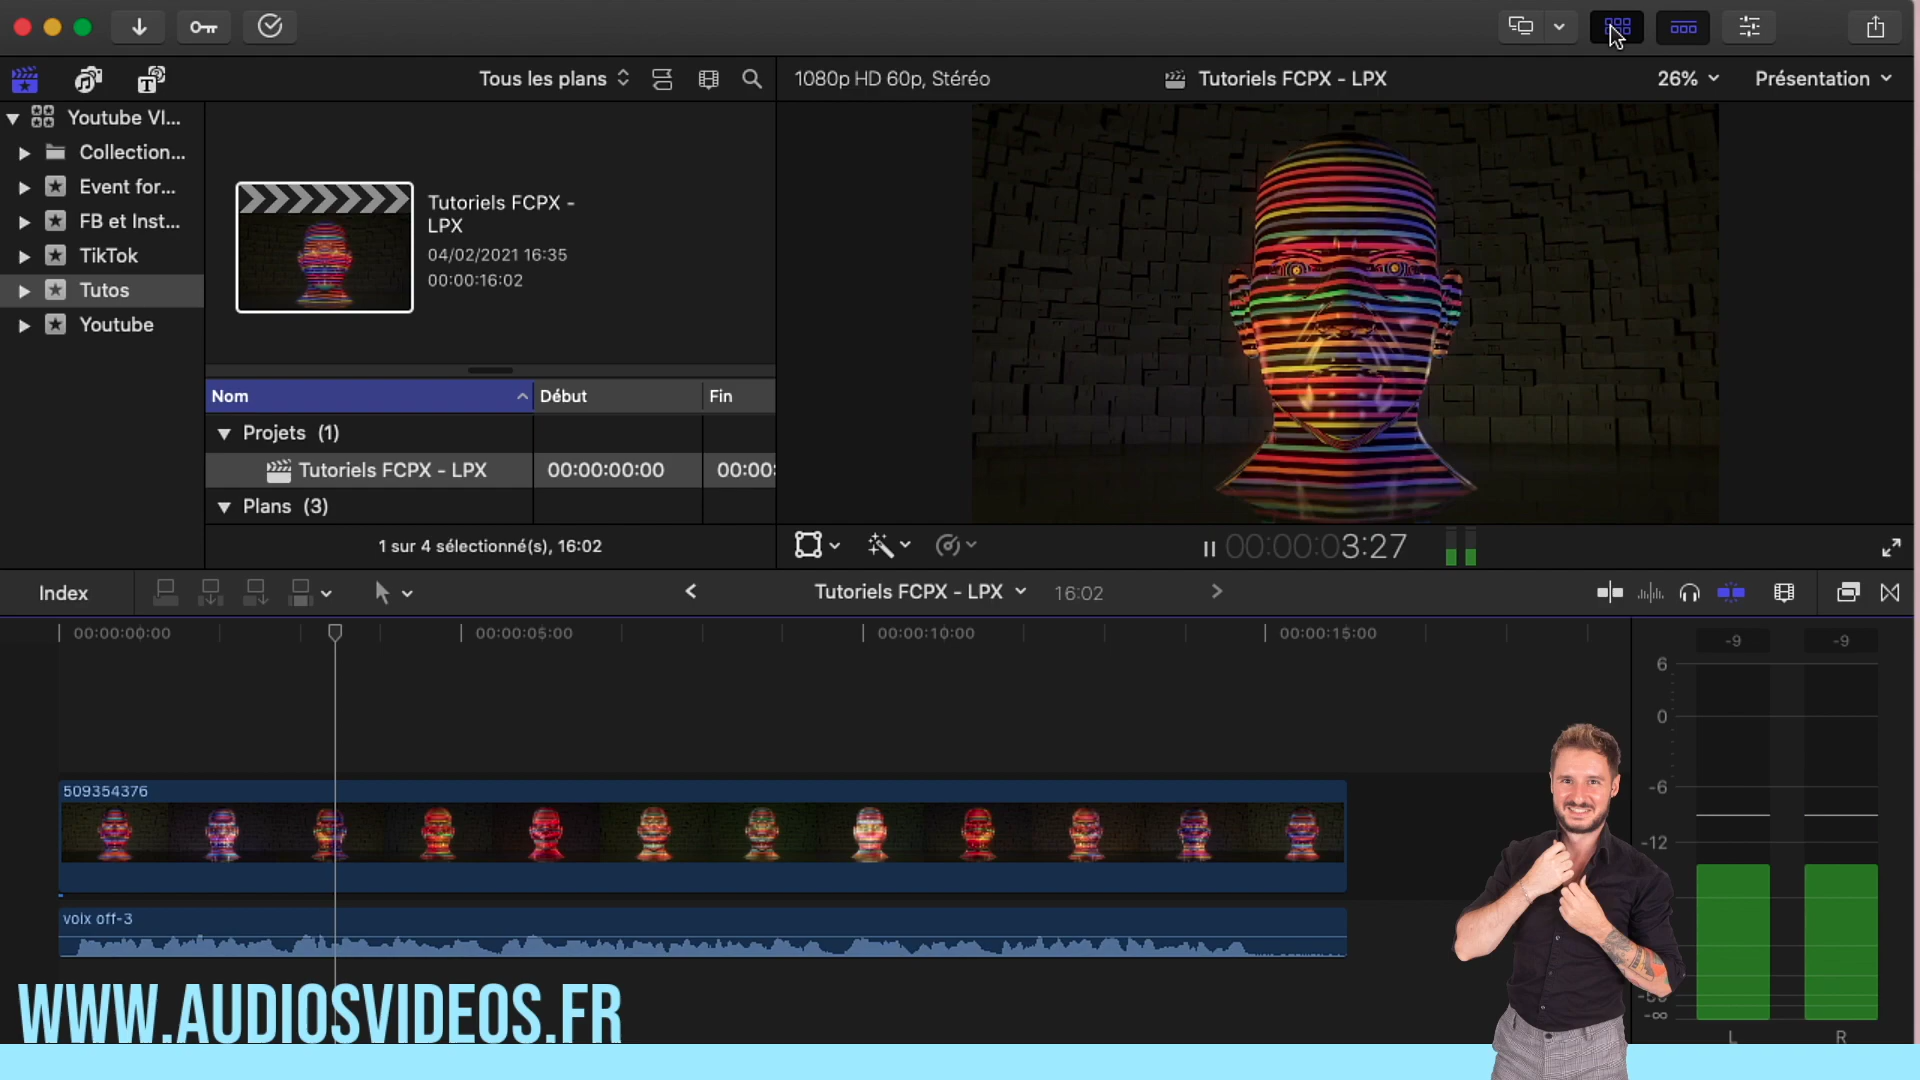 Tous les plans
1080p HD 60p, Stéréo
Tutoriels FCPX - LPX
26%
Présentation
Youtube VI...
Collection...
Event for...
FB et Inst...
TikTok
Tutos
Youtube
Tutoriels FCPX -
LPX
04/02/2021 16:35
00:00:16:02
Nom
Début
Fin
Projets (1)
Tutoriels FCPX - LPX
00:00:00:00
00:00:
Plans (3)
1 sur 4 sélectionné(s), 16:02
00:00:03:27
Index
Tutoriels FCPX - LPX
16:02
00:00:00:00
00:00:05:00
00:00:10:00
00:00:15:00
-9
-9
6
0
-6
-12
-∞
L
R
509354376
voix off-3
WWW.AUDIOSVIDEOS.FR